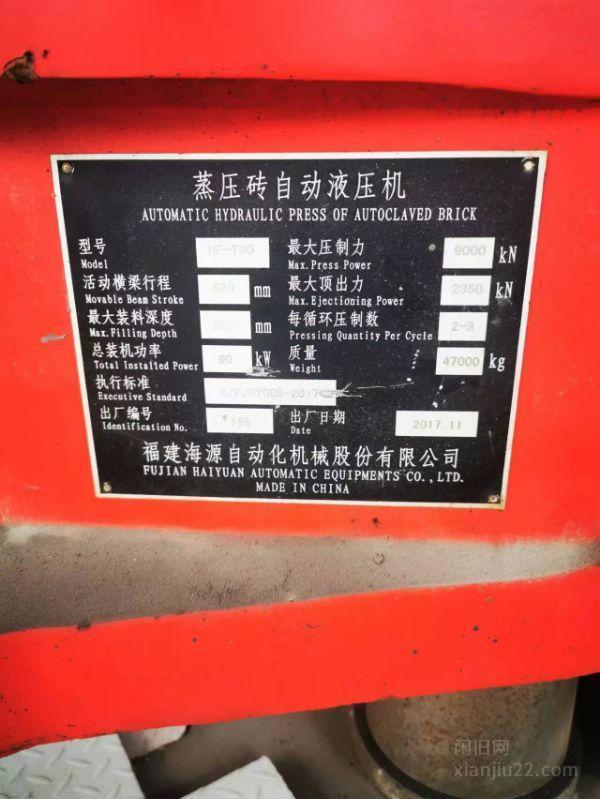 蒸压砖自动液压机
AUTOMATIC HYDRAULIC PRESS OF AUTOCLAVED BRICK
型号 HF-T90 最大压制力 9000 kN
Model Max. Press Power
活动横梁行程 mm 最大顶出力 2350 kN
Movable Beam Stroke Max. Ejectioning Power
最大装料深度 mm 每循环压制数 2-3
Max. Filling Depth Pressing Quantity Per Cycle
总装机功率 90 kW 质量 47000 kg
Total Installed Power Weight
执行标准
Executive Standard
出厂编号 155 出厂日期 2017.11
Identification No. Date
福建海源自动化机械股份有限公司
FUJIAN HAIYUAN AUTOMATIC EQUIPMENTS CO., LTD.
MADE IN CHINA
闲旧网
xianjiu22.com